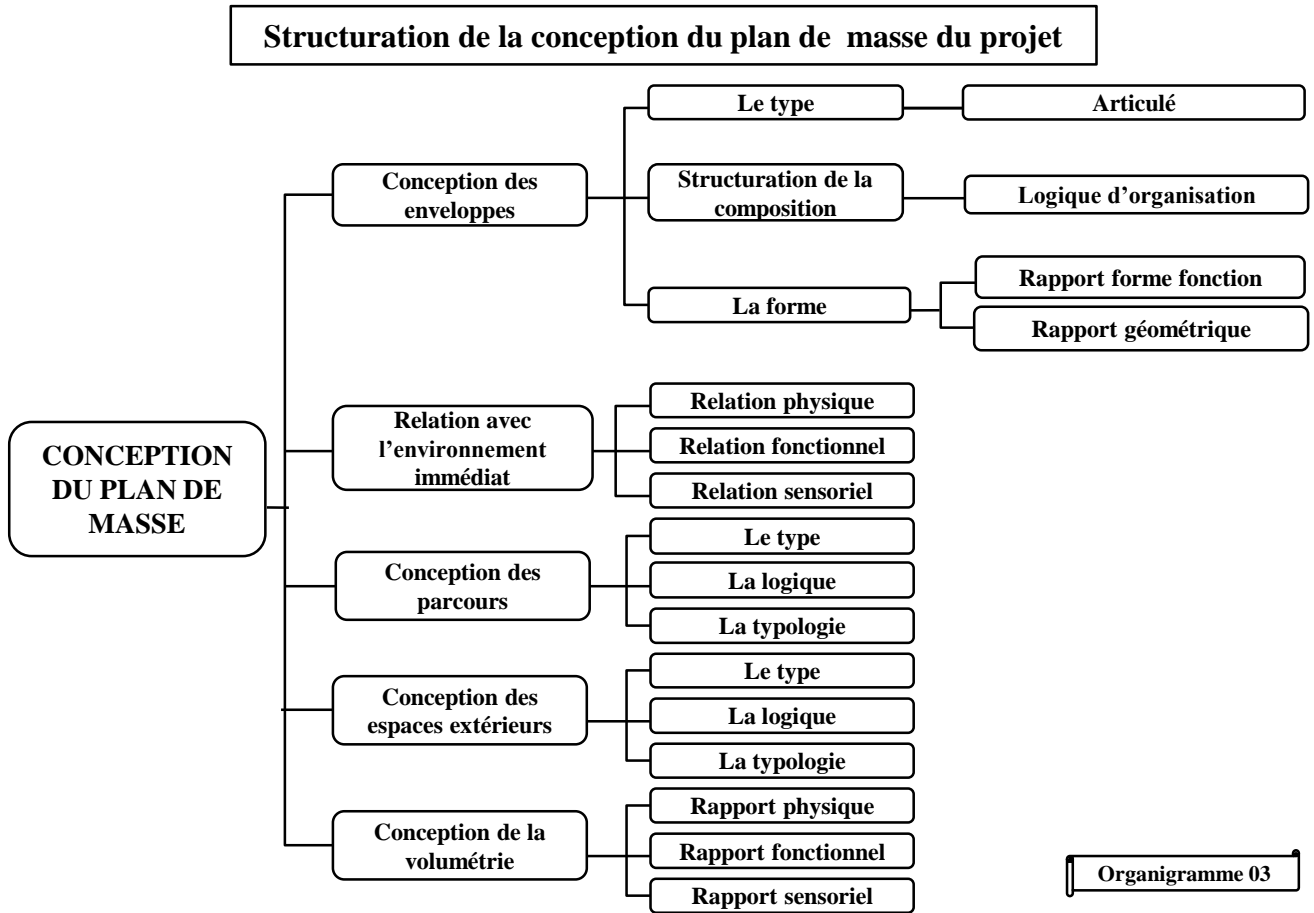 Structuration de la conception du plan de masse du projet
CONCEPTION
DU PLAN DE
MASSE
Conception des
enveloppes
Le type
Articulé
Structuration de la
composition
Logique d’organisation
La forme
Rapport forme fonction
Rapport géométrique
Relation avec
l’environnement
immédiat
Relation physique
Relation fonctionnel
Relation sensoriel
Conception des
parcours
Le type
La logique
La typologie
Conception des
espaces extérieurs
Le type
La logique
La typologie
Conception de la
volumétrie
Rapport physique
Rapport fonctionnel
Rapport sensoriel
Organigramme 03